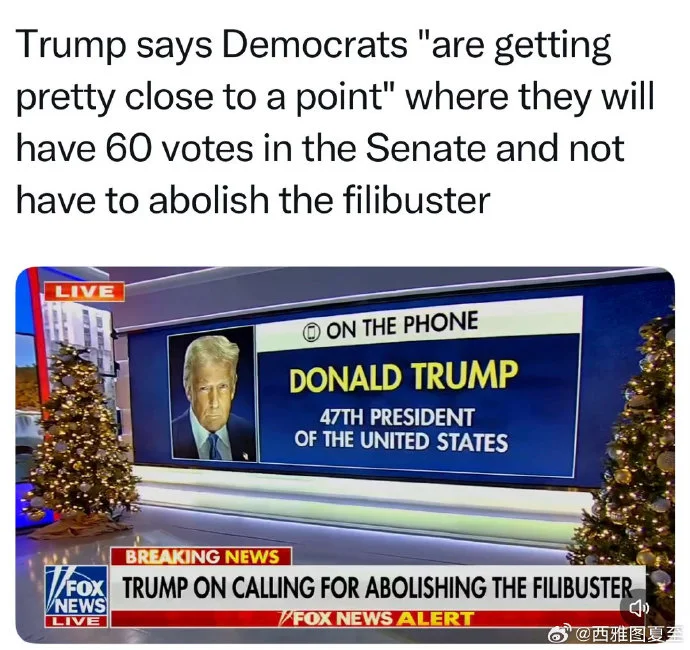 Trump says Democrats "are getting
pretty close to a point" where they will
have 60 votes in the Senate and not
have to abolish the filibuster
LIVE
ON THE PHONE
DONALD TRUMP
47TH PRESIDENT
OF THE UNITED STATES
BREAKING NEWS
FOX
NEWS
LIVE
TRUMP ON CALLING FOR ABOLISHING THE FILIBUSTER
FOX NEWS ALERT
@西雅图夏至